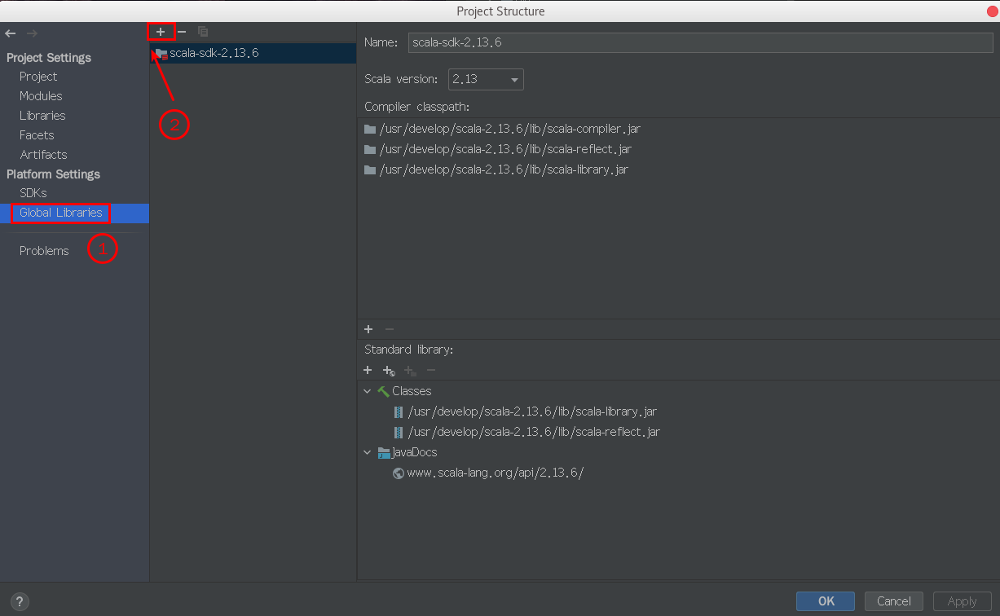 Project Structure
Project Settings
Project
Modules
Libraries
Facets
Artifacts
Platform Settings
SDKs
Global Libraries
Problems
1
scala-sdk-2.13.6
2
Name: scala-sdk-2.13.6
Scala version: 2.13
Compiler classpath:
/usr/develop/scala-2.13.6/lib/scala-compiler.jar
/usr/develop/scala-2.13.6/lib/scala-reflect.jar
/usr/develop/scala-2.13.6/lib/scala-library.jar
Standard library:
Classes
/usr/develop/scala-2.13.6/lib/scala-library.jar
/usr/develop/scala-2.13.6/lib/scala-reflect.jar
JavaDocs
www.scala-lang.org/api/2.13.6/
?
OK Cancel Apply